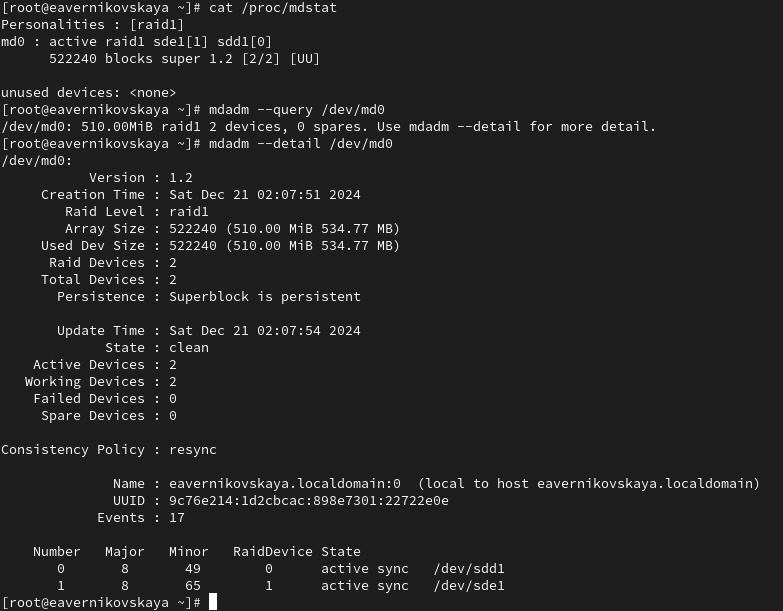 [root@eavernikovskaya ~]# cat /proc/mdstat
Personalities : [raid1]
md0 : active raid1 sde1[1] sdd1[0]
      522240 blocks super 1.2 [2/2] [UU]

unused devices: <none>
[root@eavernikovskaya ~]# mdadm --query /dev/md0
/dev/md0: 510.00MiB raid1 2 devices, 0 spares. Use mdadm --detail for more detail.
[root@eavernikovskaya ~]# mdadm --detail /dev/md0
/dev/md0:
           Version : 1.2
     Creation Time : Sat Dec 21 02:07:51 2024
        Raid Level : raid1
        Array Size : 522240 (510.00 MiB 534.77 MB)
     Used Dev Size : 522240 (510.00 MiB 534.77 MB)
      Raid Devices : 2
     Total Devices : 2
       Persistence : Superblock is persistent

       Update Time : Sat Dec 21 02:07:54 2024
             State : clean
    Active Devices : 2
   Working Devices : 2
    Failed Devices : 0
     Spare Devices : 0

Consistency Policy : resync

              Name : eavernikovskaya.localdomain:0  (local to host eavernikovskaya.localdomain)
              UUID : 9c76e214:1d2cbcac:898e7301:22722e0e
            Events : 17

    Number   Major   Minor   RaidDevice State
       0       8       49        0      active sync   /dev/sdd1
       1       8       65        1      active sync   /dev/sde1
[root@eavernikovskaya ~]#